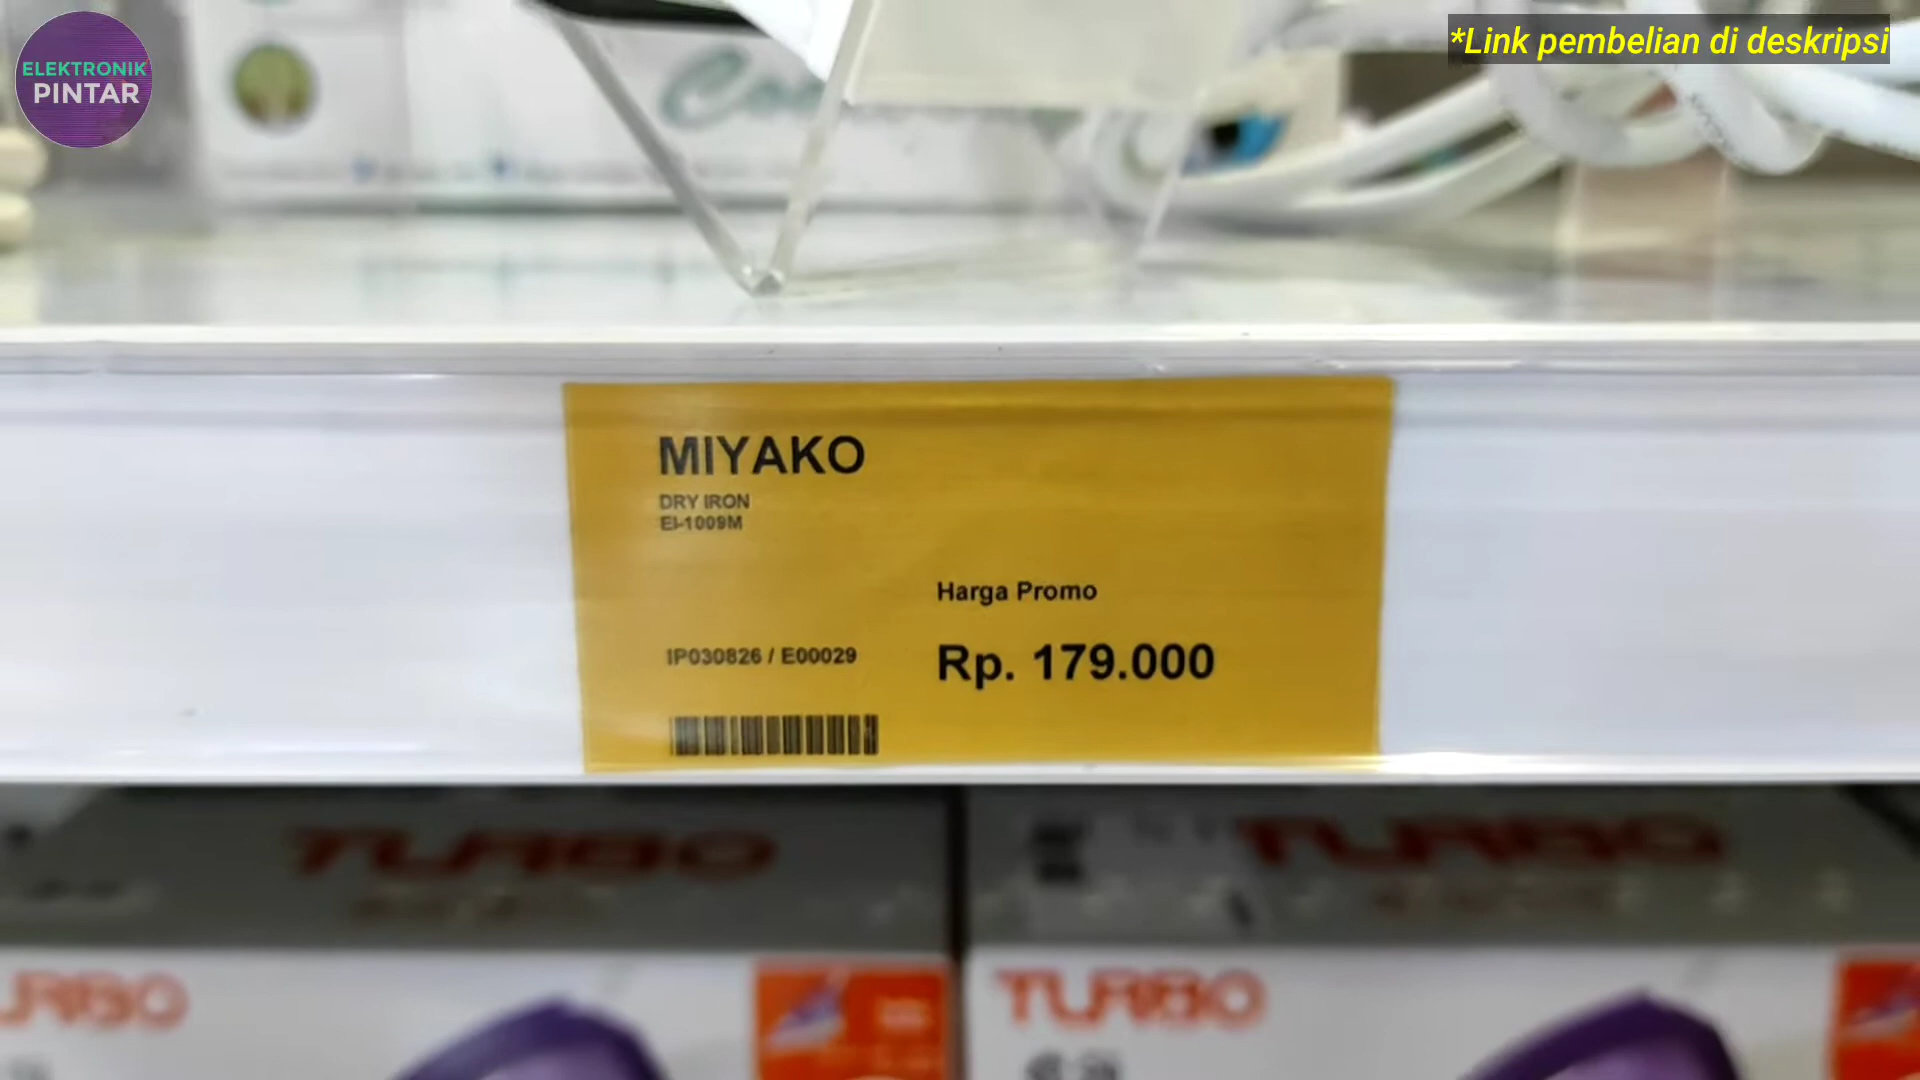 ELEKTRONIK
PINTAR
*Link pembelian di deskripsi
MIYAKO
DRY IRON
EI-1009M
Harga Promo
IP030826 / E00029
Rp. 179.000
TURBO
TURBO
TURBO
TURBO